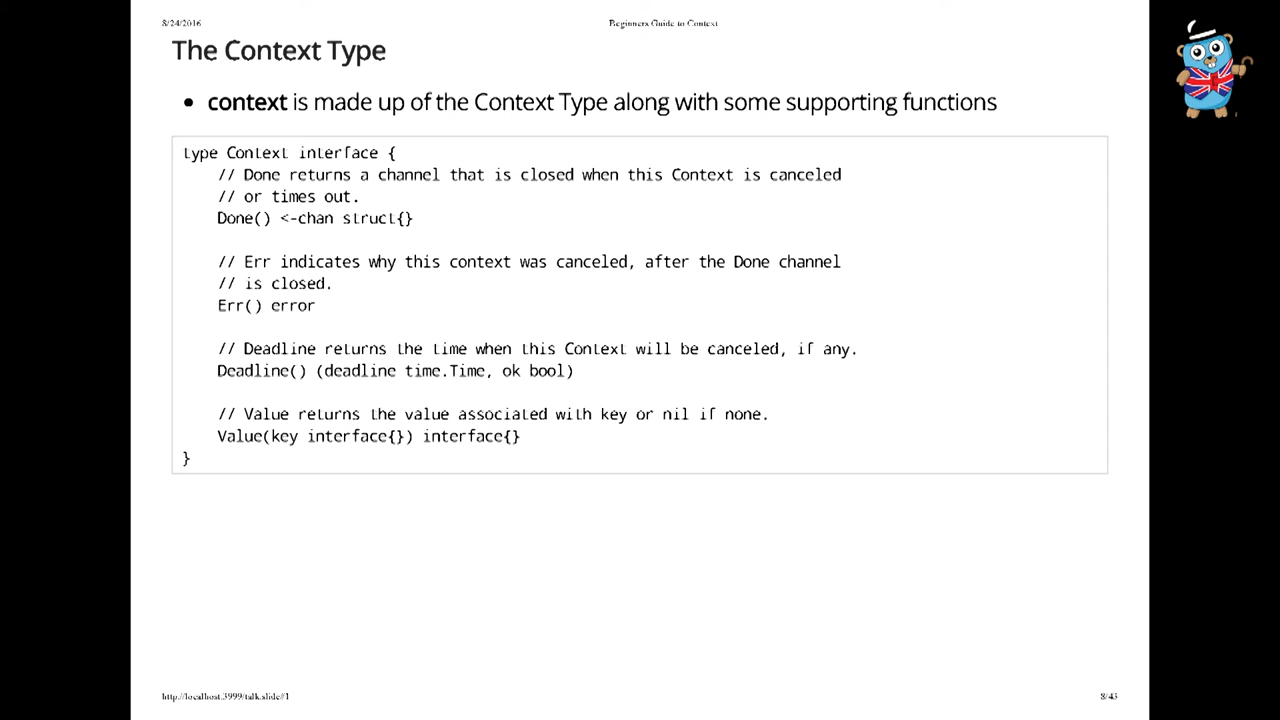 8/24/2016
Beginners Guide to Context
The Context Type
• context is made up of the Context Type along with some supporting functions
type Context interface {
    // Done returns a channel that is closed when this Context is canceled
    // or times out.
    Done() <-chan struct{}
    // Err indicates why this context was canceled, after the Done channel
    // is closed.
    Err() error
    // Deadline returns the time when this Context will be canceled, if any.
    Deadline() (deadline time.Time, ok bool)
    // Value returns the value associated with key or nil if none.
    Value(key interface{}) interface{}
}
http://localhost:3999/talk.slide#1
8/43